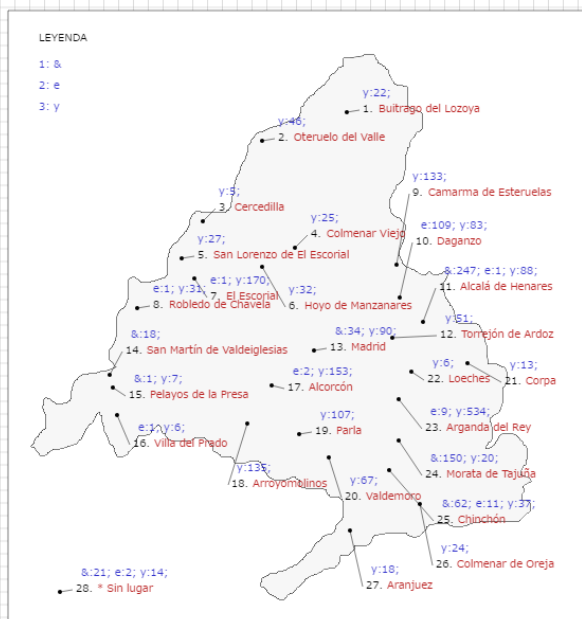 LEYENDA
1: &
2: e
3: y
y:22;
1. Buitrago del Lozoya
y:46;
2. Oteruelo del Valle
y:5;
3. Cercedilla
y:25;
4. Colmenar Viejo
y:27;
5. San Lorenzo de El Escorial
y:32;
6. Hoyo de Manzanares
e:1; y:170;
7. El Escorial
e:1; y:31;
8. Robledo de Chavela
y:133;
9. Camarma de Esteruelas
e:109; y:83;
10. Daganzo
&:247; e:1; y:88;
11. Alcalá de Henares
y:51;
12. Torrejón de Ardoz
&:34; y:90;
13. Madrid
&:18;
14. San Martín de Valdeiglesias
&:1; y:7;
15. Pelayos de la Presa
e:1; y:6;
16. Villa del Prado
e:2; y:153;
17. Alcorcón
y:135;
18. Arroyomolinos
y:107;
19. Parla
y:67;
20. Valdemoro
y:13;
21. Corpa
y:6;
22. Loeches
e:9; y:534;
23. Arganda del Rey
&:150; y:20;
24. Morata de Tajuña
&:62; e:11; y:37;
25. Chinchón
y:24;
26. Colmenar de Oreja
y:18;
27. Aranjuez
&:21; e:2; y:14;
28. * Sin lugar